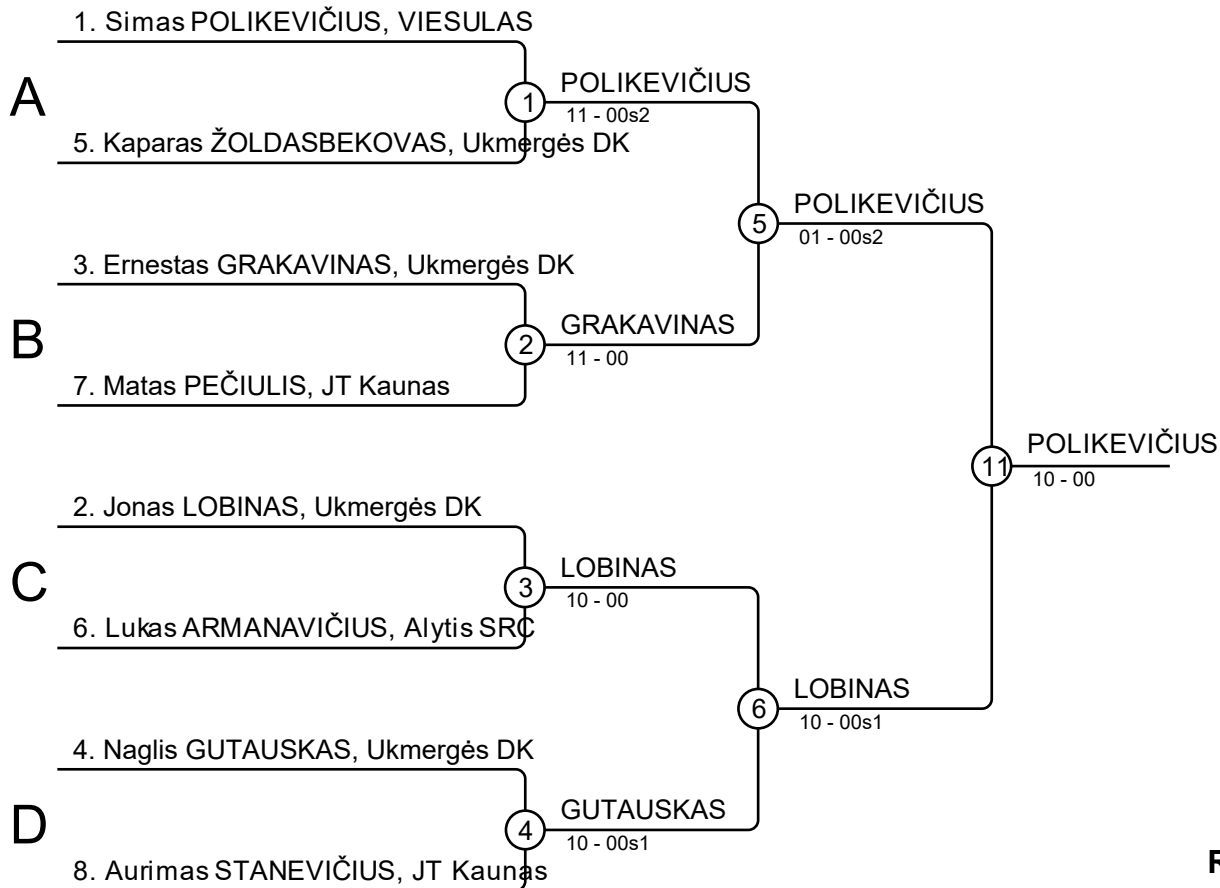 1. Simas POLIKEVIČIUS, VIESULAS
A
1
POLIKEVIČIUS
11 - 00s2
5. Kaparas ŽOLDASBEKOVAS, Ukmergės DK
5
POLIKEVIČIUS
01 - 00s2
3. Ernestas GRAKAVINAS, Ukmergės DK
B
2
GRAKAVINAS
11 - 00
7. Matas PEČIULIS, JT Kaunas
11
POLIKEVIČIUS
10 - 00
2. Jonas LOBINAS, Ukmergės DK
C
3
LOBINAS
10 - 00
6. Lukas ARMANAVIČIUS, Alytis SRC
6
LOBINAS
10 - 00s1
4. Naglis GUTAUSKAS, Ukmergės DK
D
4
GUTAUSKAS
10 - 00s1
8. Aurimas STANEVIČIUS, JT Kaunas
R